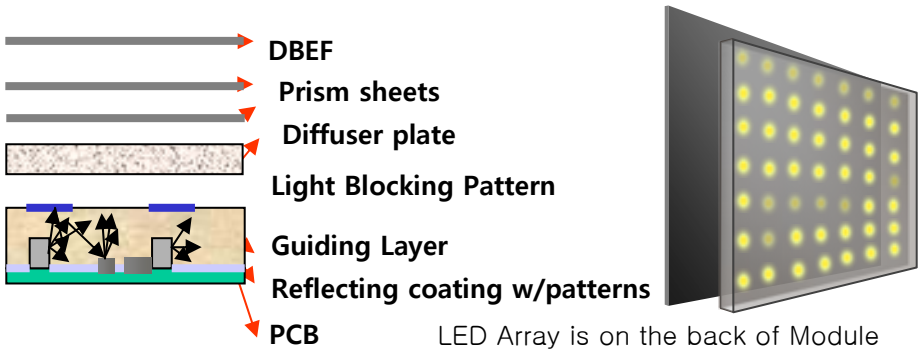 DBEF
Prism sheets
Diffuser plate
Light Blocking Pattern
Guiding Layer
Reflecting coating w/patterns
PCB
LED Array is on the back of Module